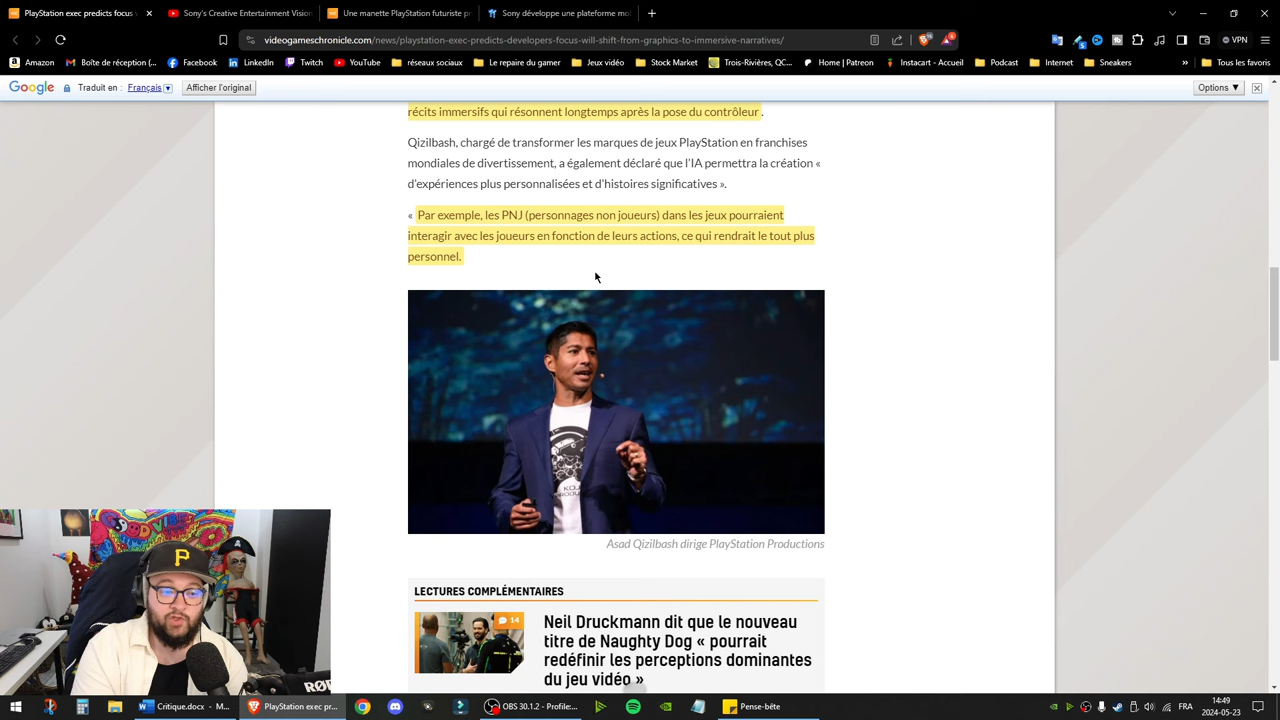 PlayStation exec predicts focus
Sony's Creative Entertainment Vision
Une manette PlayStation futuriste pr
Sony développe une plateforme mo
videogameschronicle.com/news/playstation-exec-predicts-developers-focus-will-shift-from-graphics-to-immersive-narratives/
VPN
Amazon
Boîte de réception (...
Facebook
LinkedIn
Twitch
YouTube
réseaux sociaux
Le repaire du gamer
Jeux vidéo
Stock Market
Trois-Rivières, QC...
Home | Patreon
Instacart - Accueil
Podcast
Internet
Sneakers
Tous les favoris
Google
Traduit en :
Français
Afficher l'original
Options ▼
récits immersifs qui résonnent longtemps après la pose du contrôleur .
Qizilbash, chargé de transformer les marques de jeux PlayStation en franchises
mondiales de divertissement, a également déclaré que l'IA permettra la création «
d'expériences plus personnalisées et d'histoires significatives ».
« Par exemple, les PNJ (personnages non joueurs) dans les jeux pourraient
interagir avec les joueurs en fonction de leurs actions, ce qui rendrait le tout plus
personnel.
Asad Qizilbash dirige PlayStation Productions
LECTURES COMPLÉMENTAIRES
14
Neil Druckmann dit que le nouveau
titre de Naughty Dog « pourrait
redéfinir les perceptions dominantes
du jeu vidéo »
GOOD VIBE
P
RØD
Critique.docx - M...
PlayStation exec pr...
OBS 30.1.2 - Profile:...
Pense-bête
FRA
14:49
2024-05-23